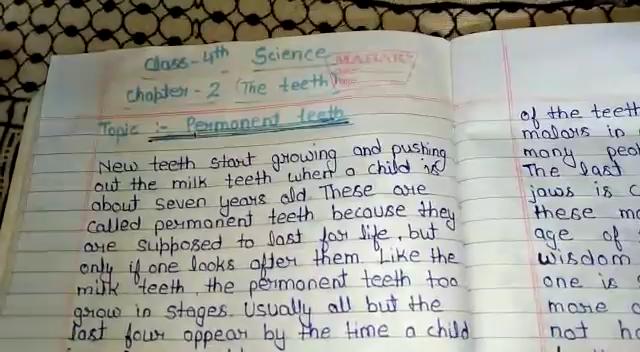 Class-4th Science
Chapter-2 (The teeth)
Topic :- Permanent teeth
New teeth start growing and pushing
out the milk teeth when a child is
about seven years old. These are
called permonent teeth because they
are supposed to last for life, but
only if one looks after them. Like the
milk teeth, the permonent teeth too
grow in stages. Usually all but the
last four appear by the time a child
of the teeth
molars in
many
The last
jaws is
these
age of
wisdom
one is
more
not